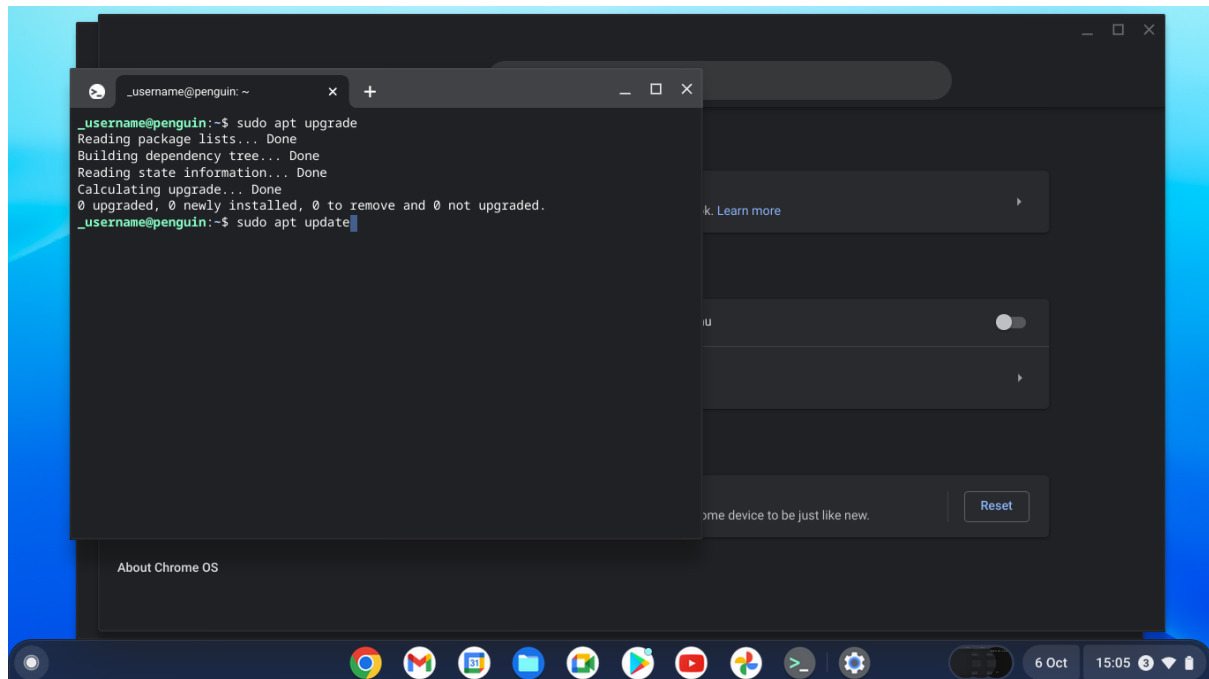 _username@penguin: ~
_username@penguin:~$ sudo apt upgrade
Reading package lists... Done
Building dependency tree... Done
Reading state information... Done
Calculating upgrade... Done
0 upgraded, 0 newly installed, 0 to remove and 0 not upgraded.
_username@penguin:~$ sudo apt update
Learn more
device to be just like new.
Reset
About Chrome OS
31
6 Oct
15:05
3